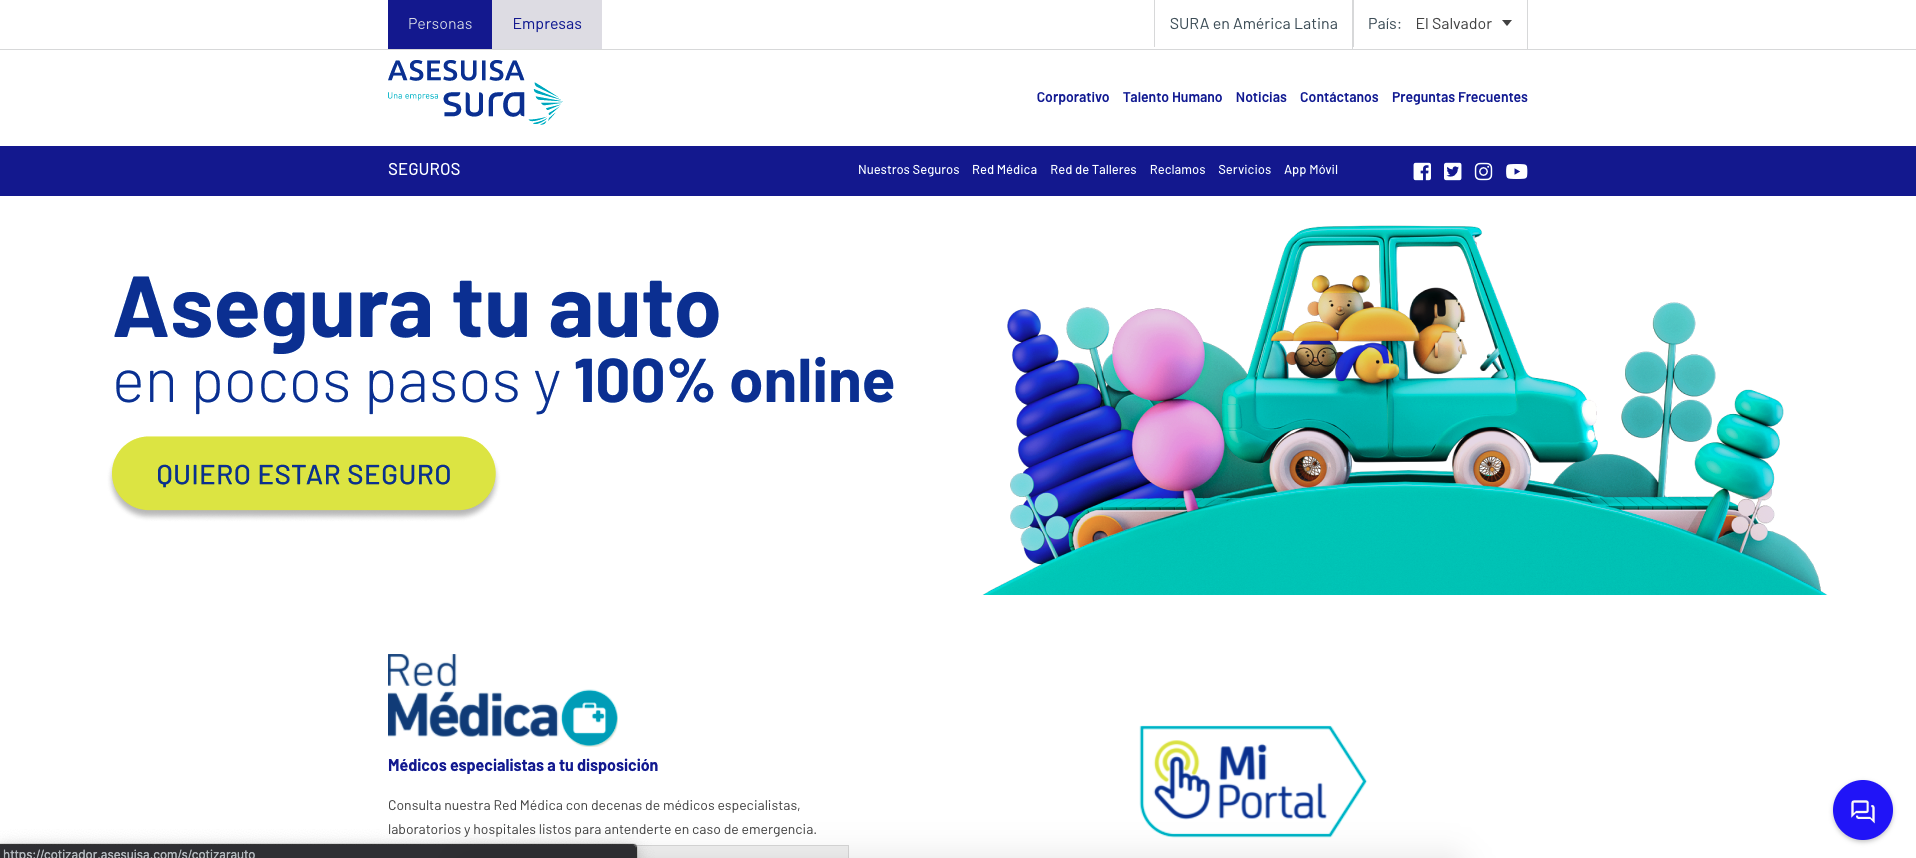 Personas
Empresas
SURA en América Latina
País:
El Salvador
ASESUISA
Una empresa
sura
Corporativo
Talento Humano
Noticias
Contáctanos
Preguntas Frecuentes
SEGUROS
Nuestros Seguros
Red Médica
Red de Talleres
Reclamos
Servicios
App Móvil
Asegura tu auto
en pocos pasos y 100% online
QUIERO ESTAR SEGURO
Red
Médica
Médicos especialistas a tu disposición
Consulta nuestra Red Médica con decenas de médicos especialistas,
laboratorios y hospitales listos para antenderte en caso de emergencia.
Mi
Portal
https://cotizador.asesuisa.com/s/cotizarauto